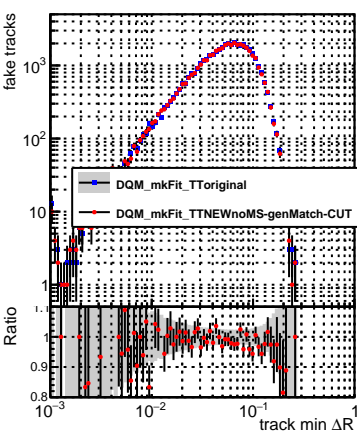 fake tracks
10³
10²
10
1
DQM_mkFit_TToriginal
DQM_mkFit_TTNEWnoMS-genMatch-CUT
Ratio
1.1
1
0.9
0.8
10⁻³ 10⁻² 10⁻¹ 1
track min ΔR